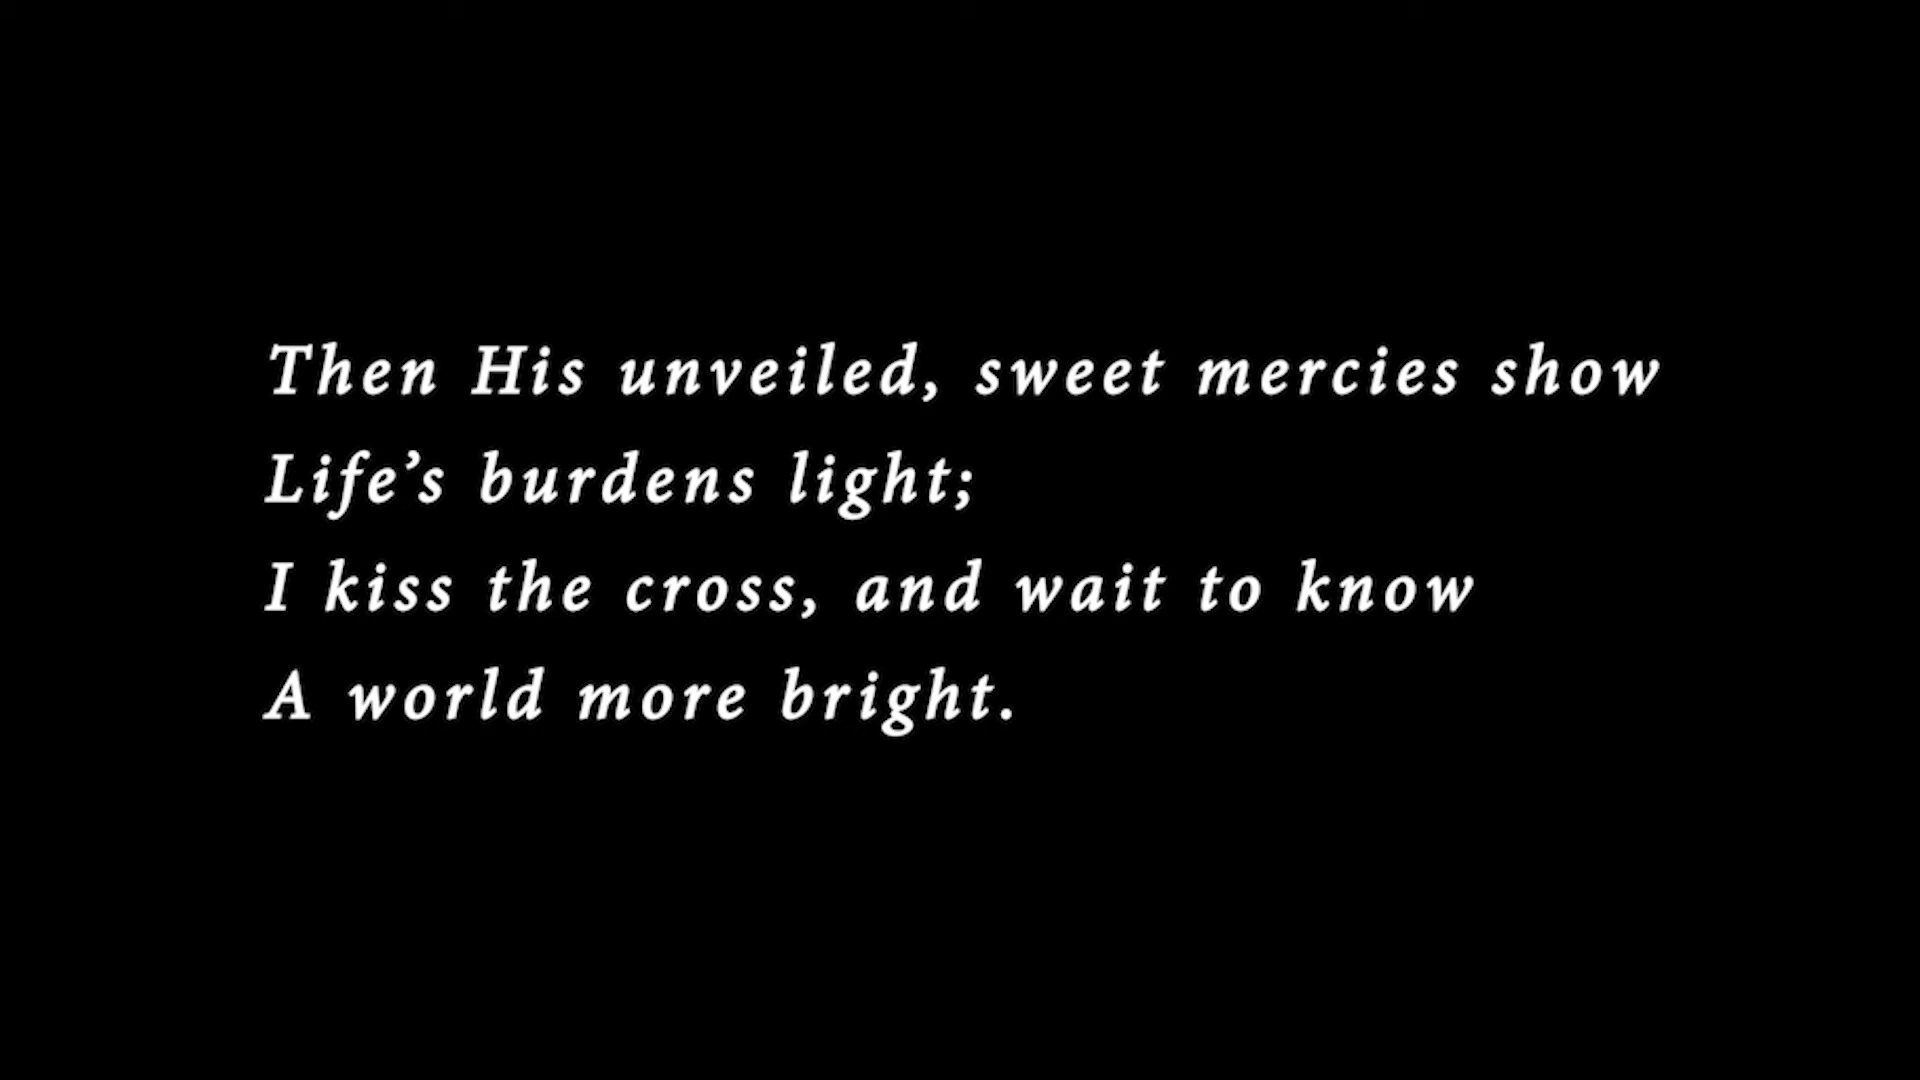 Then His unveiled, sweet mercies show
Life’s burdens light;
I kiss the cross, and wait to know
A world more bright.